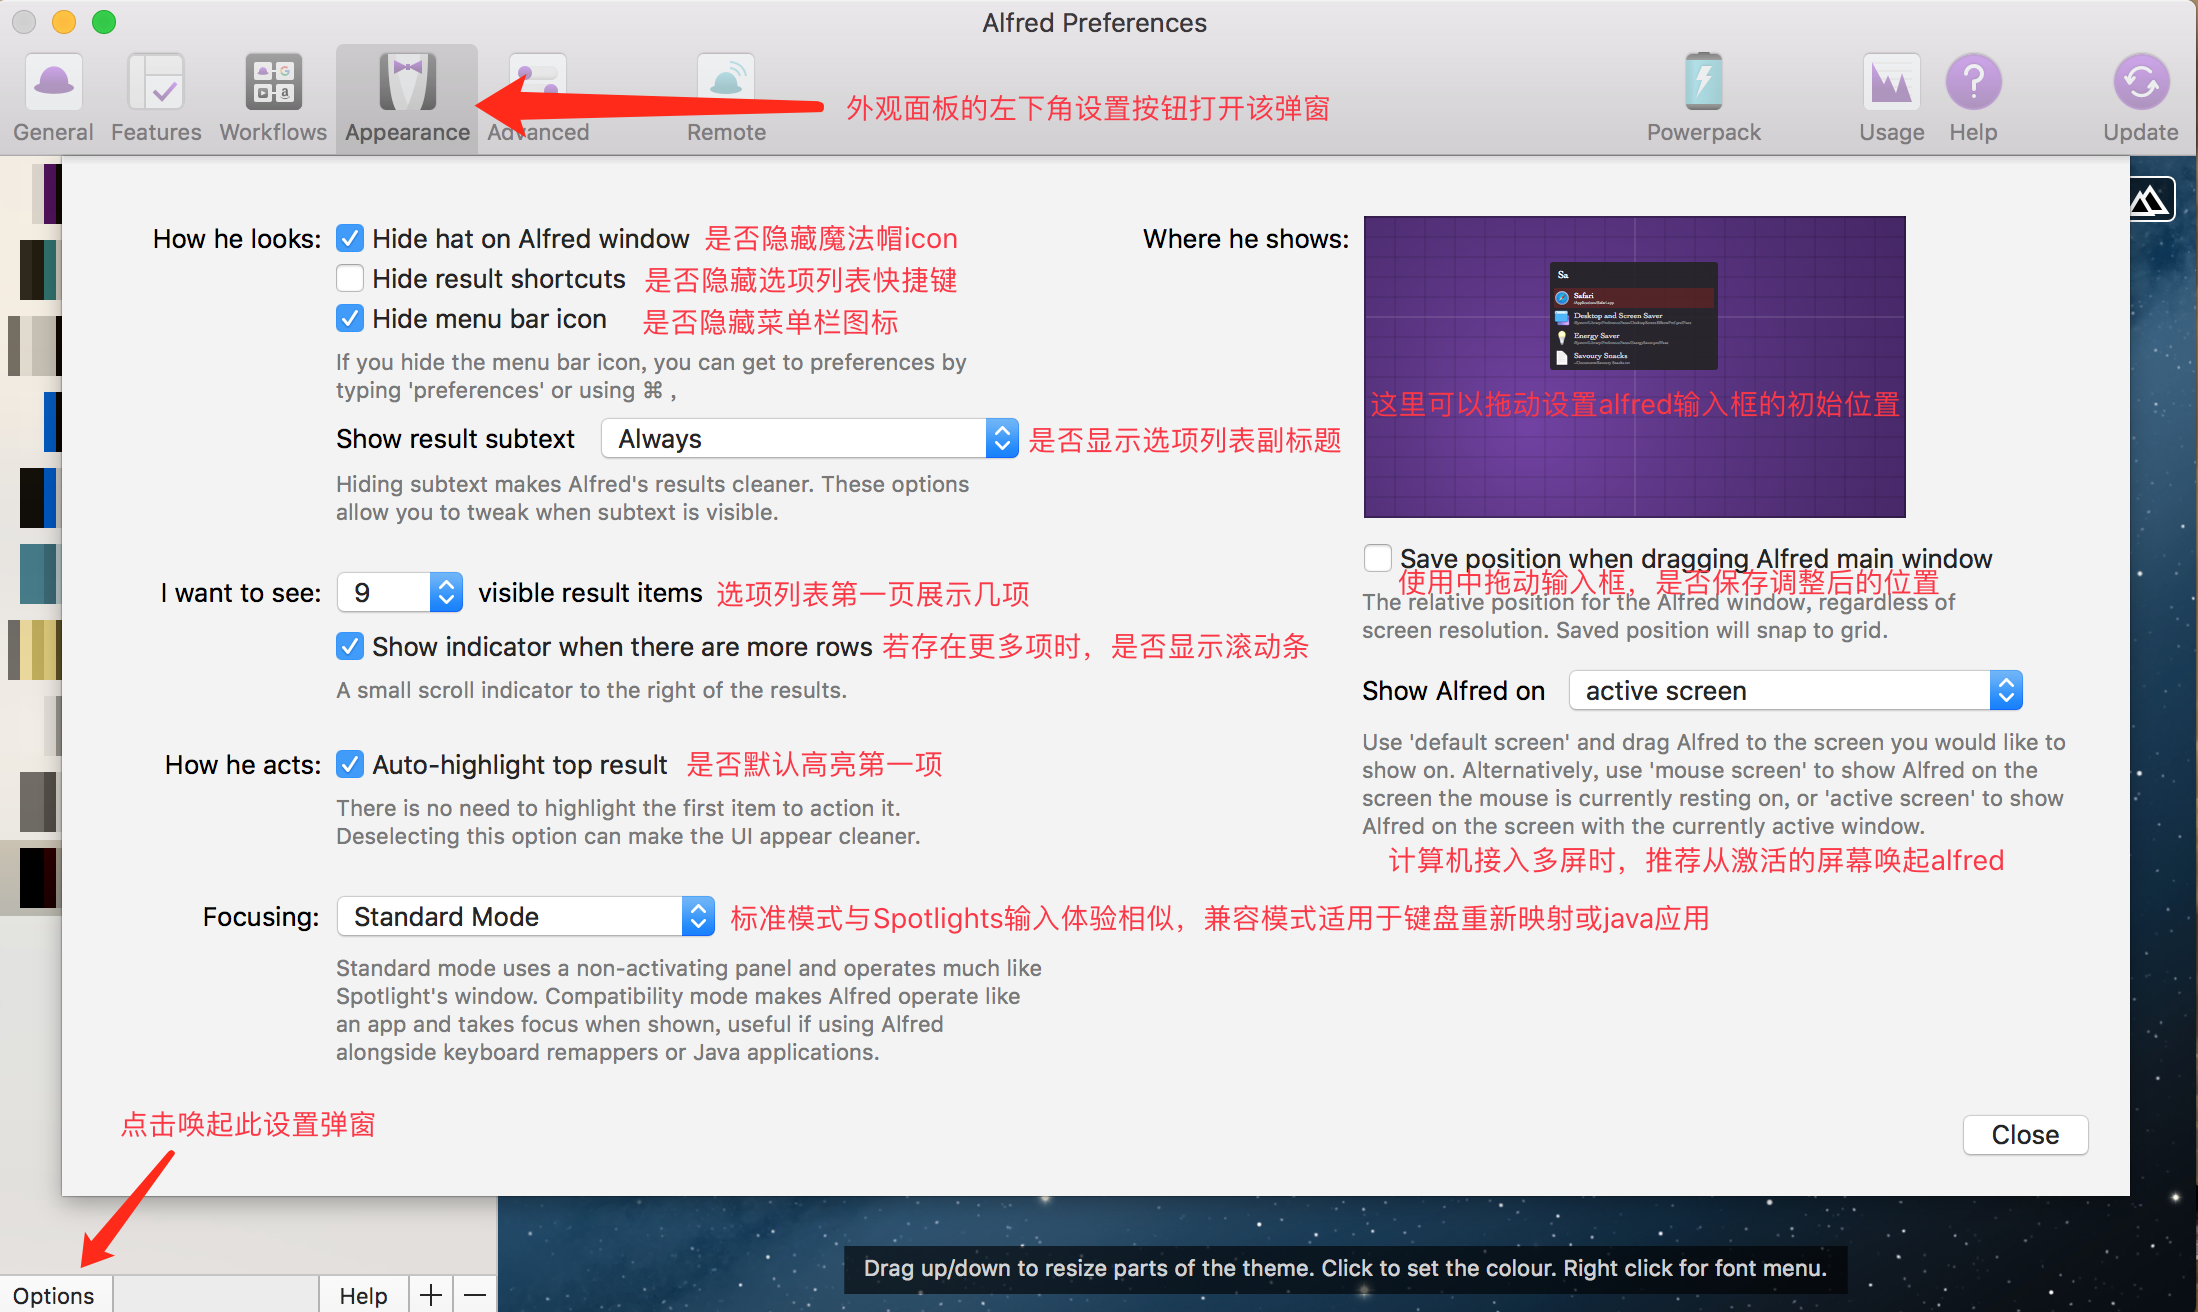 Alfred Preferences
General
Features
Workflows
Appearance
Advanced
Remote
外观面板的左下角设置按钮打开该弹窗
Powerpack
Usage
Help
Update
How he looks:
Hide hat on Alfred window 是否隐藏魔法帽icon
Hide result shortcuts 是否隐藏选项列表快捷键
Hide menu bar icon 是否隐藏菜单栏图标
If you hide the menu bar icon, you can get to preferences by
typing 'preferences' or using ⌘ ,
Show result subtext Always 是否显示选项列表副标题
Hiding subtext makes Alfred's results cleaner. These options
allow you to tweak when subtext is visible.
I want to see: 9 visible result items 选项列表第一页展示几项
Show indicator when there are more rows 若存在更多项时，是否显示滚动条
A small scroll indicator to the right of the results.
How he acts: Auto-highlight top result 是否默认高亮第一项
There is no need to highlight the first item to action it.
Deselecting this option can make the UI appear cleaner.
Focusing: Standard Mode 标准模式与Spotlights输入体验相似，兼容模式适用于键盘重新映射或java应用
Standard mode uses a non-activating panel and operates much like
Spotlight's window. Compatibility mode makes Alfred operate like
an app and takes focus when shown, useful if using Alfred
alongside keyboard remappers or Java applications.
Where he shows:
Sa
Safari
Desktop and Screen Saver
Energy Saver
Savoury Snacks
这里可以拖动设置alfred输入框的初始位置
Save position when dragging Alfred main window
使用中拖动输入框，是否保存调整后的位置
The relative position for the Alfred window, regardless of
screen resolution. Saved position will snap to grid.
Show Alfred on active screen
Use 'default screen' and drag Alfred to the screen you would like to
show on. Alternatively, use 'mouse screen' to show Alfred on the
screen the mouse is currently resting on, or 'active screen' to show
Alfred on the screen with the currently active window.
计算机接入多屏时，推荐从激活的屏幕唤起alfred
点击唤起此设置弹窗
Close
Drag up/down to resize parts of the theme. Click to set the colour. Right click for font menu.
Options
Help